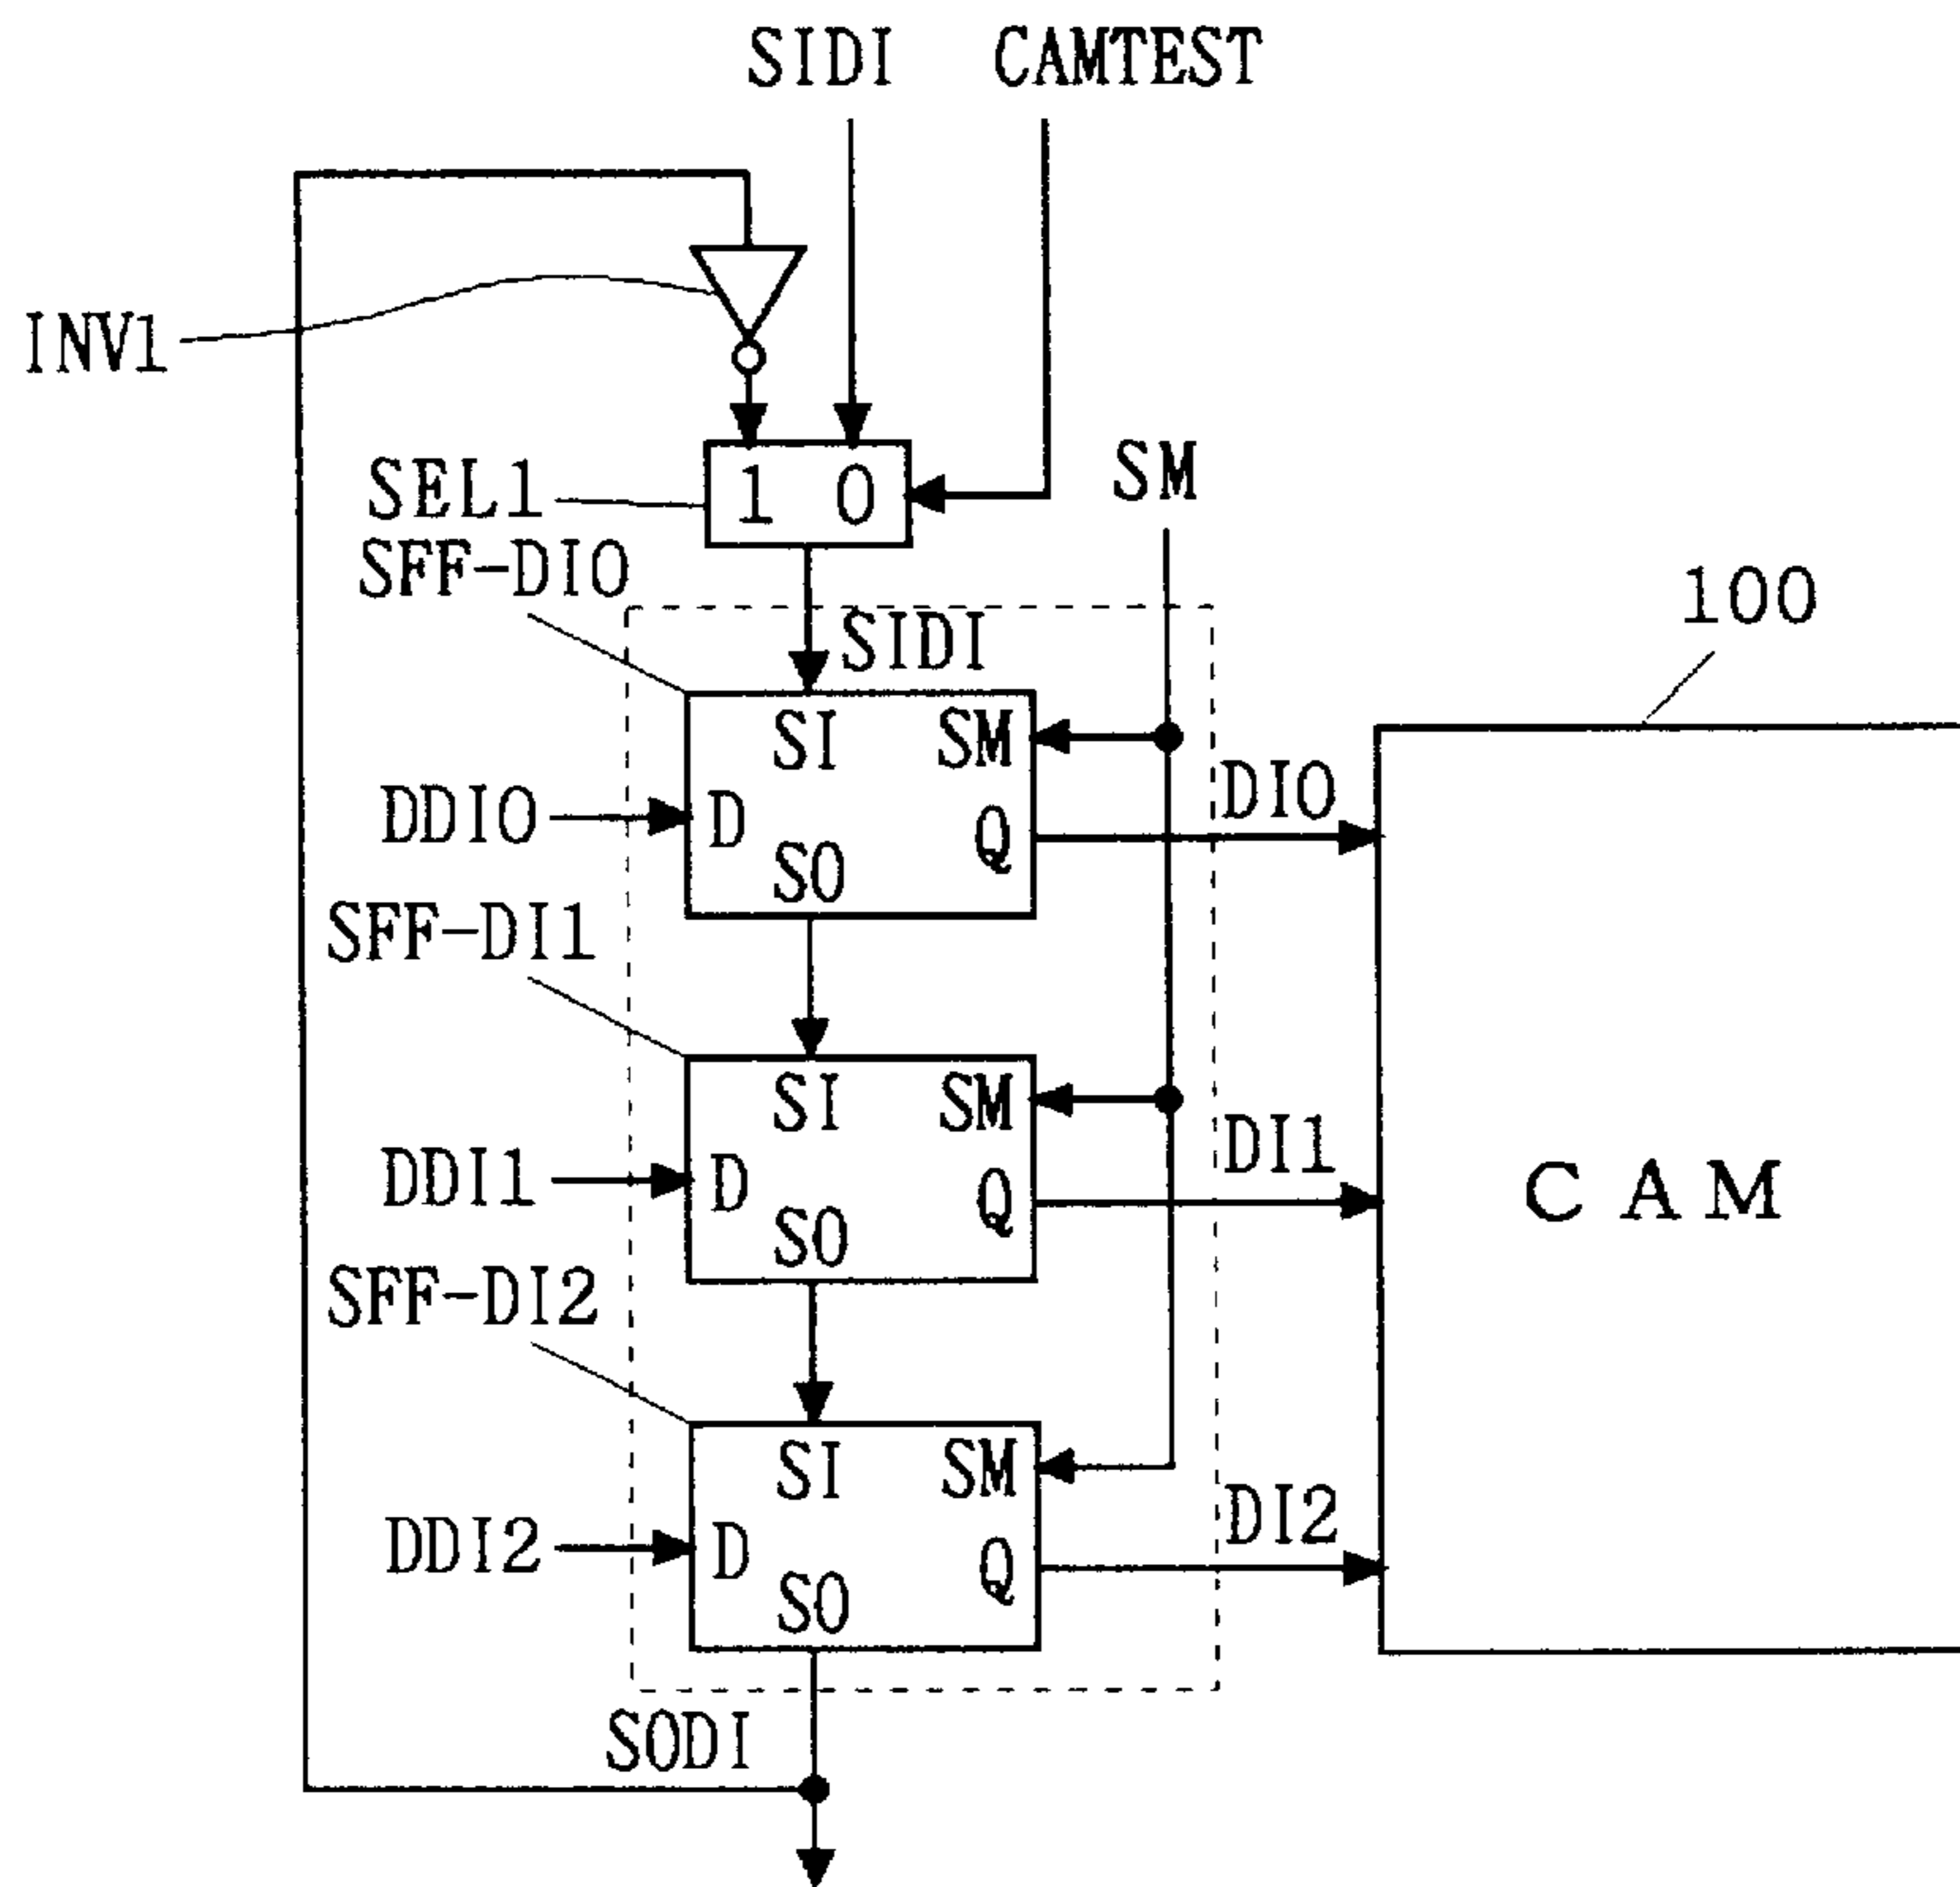 SIDI CAMTEST
INV1
SEL1
1 0
SM
SFF-DI0
SIDI
100
SI SM
DDI0
D
Q
SO
DI0
SFF-DI1
SI SM
DDI1
D
Q
SO
DI1
CAM
SFF-DI2
SI SM
DDI2
D
Q
SO
DI2
SODI